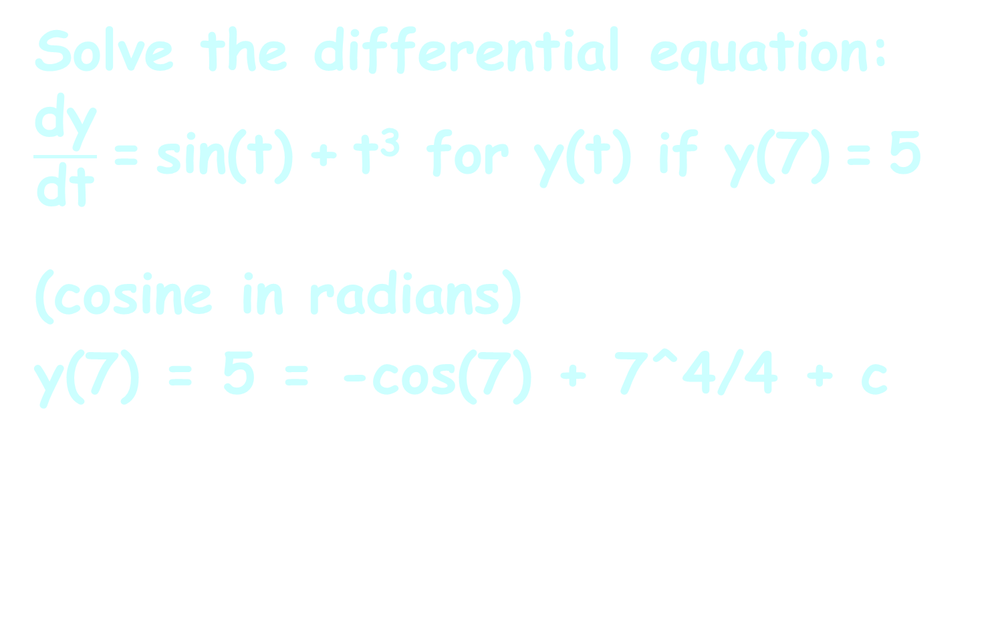 Solve the differential equation:
dy/dt = sin(t) + t³ for y(t) if y(7) = 5
(cosine in radians)
y(7) = 5 = -cos(7) + 7^4/4 + c